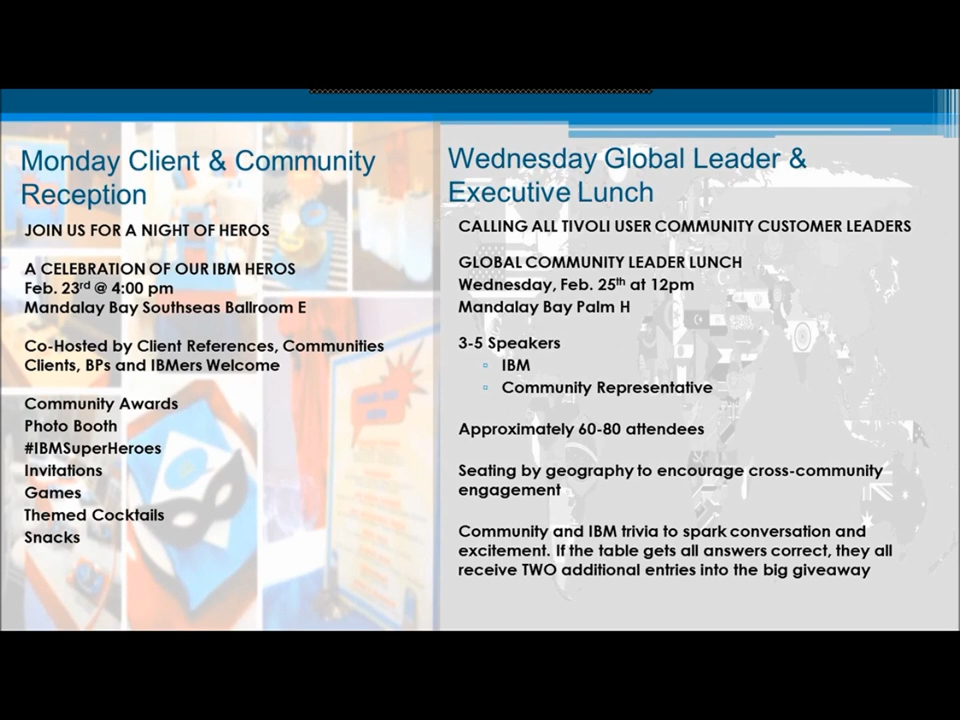 Monday Client & Community
Reception
JOIN US FOR A NIGHT OF HEROS
A CELEBRATION OF OUR IBM HEROS
Feb. 23rd @ 4:00 pm
Mandalay Bay Southseas Ballroom E
Co-Hosted by Client References, Communities
Clients, BPs and IBMers Welcome
Community Awards
Photo Booth
#IBMSuperHeroes
Invitations
Games
Themed Cocktails
Snacks
Wednesday Global Leader &
Executive Lunch
CALLING ALL TIVOLI USER COMMUNITY CUSTOMER LEADERS
GLOBAL COMMUNITY LEADER LUNCH
Wednesday, Feb. 25th at 12pm
Mandalay Bay Palm H
3-5 Speakers
▫ IBM
▫ Community Representative
Approximately 60-80 attendees
Seating by geography to encourage cross-community
engagement
Community and IBM trivia to spark conversation and
excitement. If the table gets all answers correct, they all
receive TWO additional entries into the big giveaway